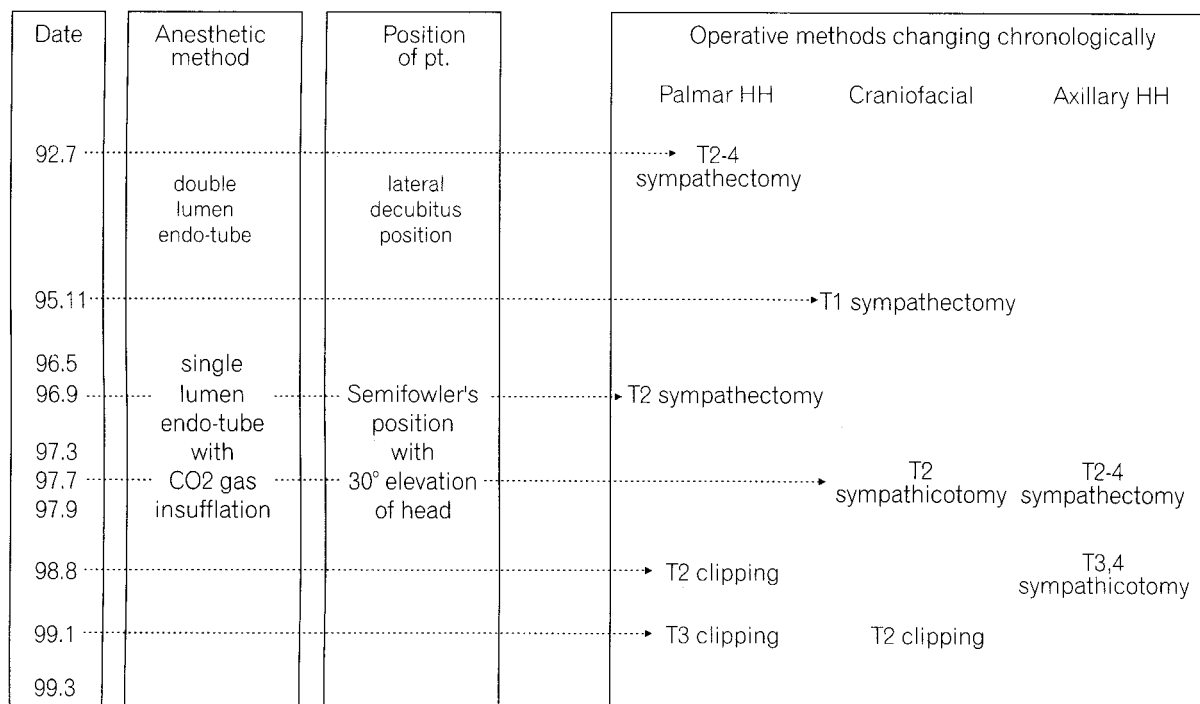 Date
Anesthetic
method
Position
of pt.
Operative methods changing chronologically
Palmar HH
Craniofacial
Axillary HH
92.7
T2-4
sympathectomy
double
lumen
endo-tube
lateral
decubitus
position
95.11
T1 sympathectomy
96.5
single
96.9
lumen
Semifowler's
T2 sympathectomy
endo-tube
position
97.3
with
with
97.7
CO2 gas
30° elevation
T2
sympathicotomy
T2-4
sympathectomy
97.9
insufflation
of head
98.8
T2 clipping
T3,4
sympathicotomy
99.1
T3 clipping
T2 clipping
99.3